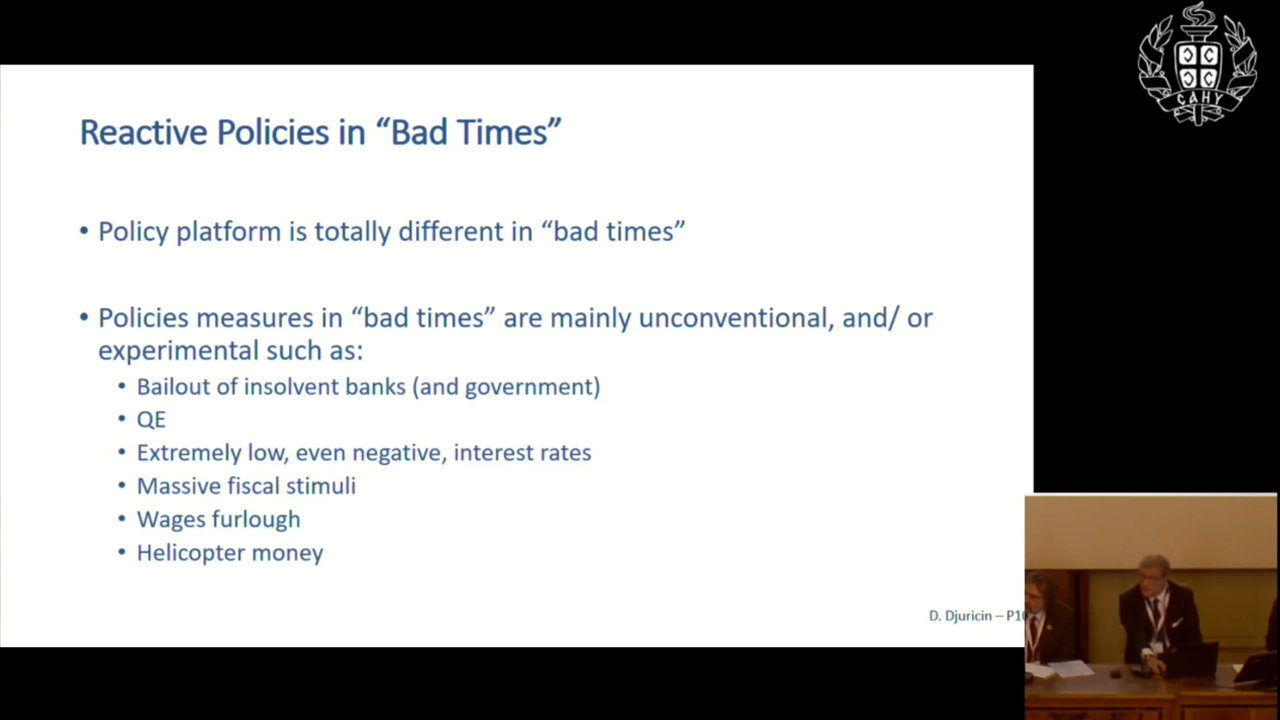 САНУ
Reactive Policies in “Bad Times”
• Policy platform is totally different in “bad times”
• Policies measures in “bad times” are mainly unconventional, and/ or
experimental such as:
• Bailout of insolvent banks (and government)
• QE
• Extremely low, even negative, interest rates
• Massive fiscal stimuli
• Wages furlough
• Helicopter money
D. Djuricin – P10